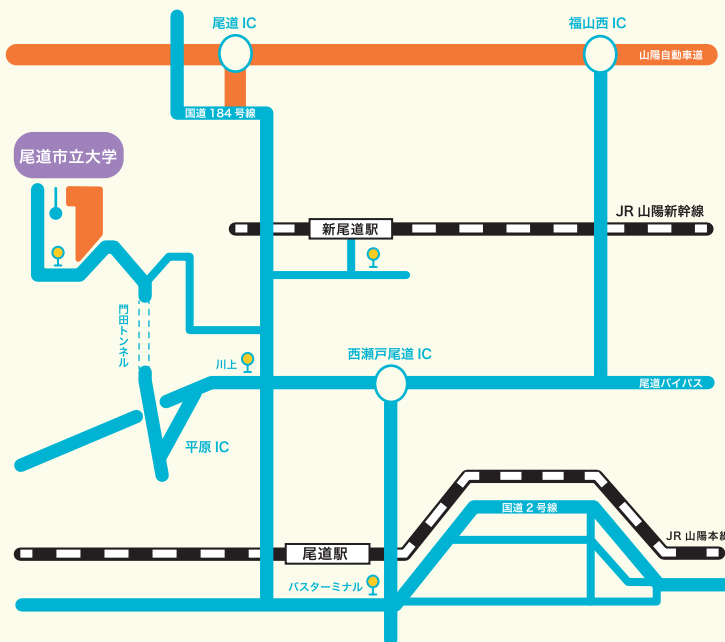 尾道 IC
福山西 IC
山陽自動車道
国道 184 号線
尾道市立大学
JR 山陽新幹線
新尾道駅
門田トンネル
川上
西瀬戸尾道 IC
尾道バイパス
平原 IC
国道 2 号線
JR 山陽本線
尾道駅
バスターミナル